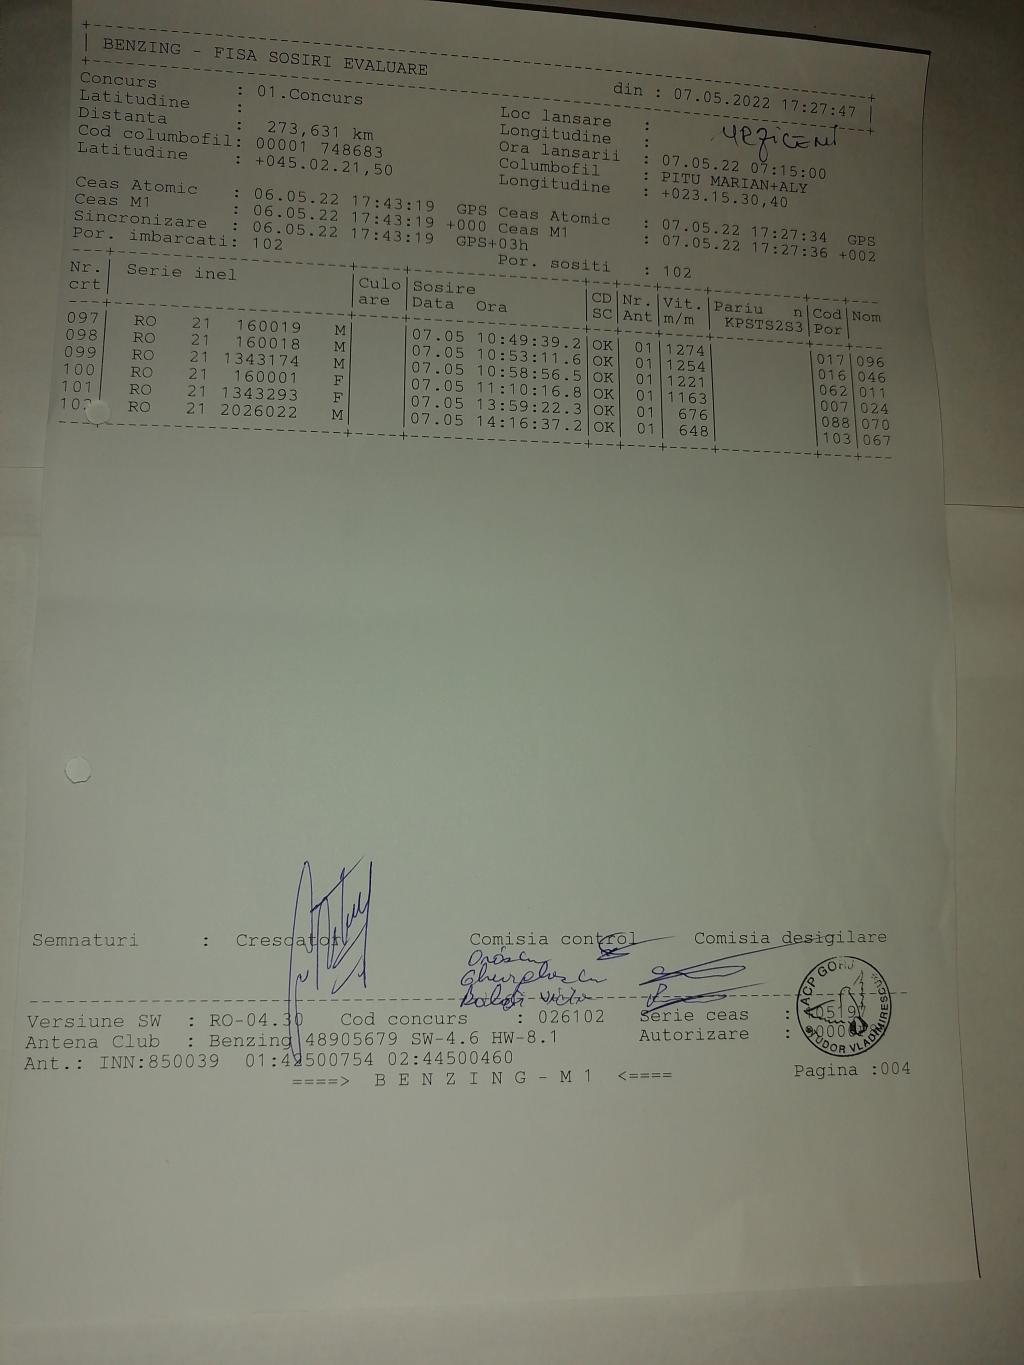 BENZING - FISA SOSIRI EVALUARE din : 07.05.2022 17:27:47
Concurs : 01.Concurs Loc lansare :
Latitudine : Longitudine :
Distanta : 273,631 km Ora lansarii : 07.05.22 07:15:00
Cod columbofil: 00001 748683 Columbofil : PITU MARIAN+ALY
Latitudine : +045.02.21,50 Longitudine : +023.15.30,40
Ceas Atomic : 06.05.22 17:43:19 GPS Ceas Atomic : 07.05.22 17:27:34 GPS
Ceas M1 : 06.05.22 17:43:19 +000 Ceas M1 : 07.05.22 17:27:36 +002
Sincronizare : 06.05.22 17:43:19 GPS+03h
Por. imbarcati: 102 Por. sositi : 102
Nr. Serie inel Culo Sosire CD Nr. Vit. Pariu n Cod Nom
crt are Data Ora SC Ant m/m KPSTS2S3 Por
097 RO 21 160019 M 07.05 10:49:39.2 OK 01 1274 017 096
098 RO 21 160018 M 07.05 10:53:11.6 OK 01 1254 016 046
099 RO 21 1343174 M 07.05 10:58:56.5 OK 01 1221 062 011
100 RO 21 160001 F 07.05 11:10:16.8 OK 01 1163 007 024
101 RO 21 1343293 F 07.05 13:59:22.3 OK 01 676 088 070
102 RO 21 2026022 M 07.05 14:16:37.2 OK 01 648 103 067
Semnaturi : Crescator Comisia control Comisia desigilare
Versiune SW : RO-04.30 Cod concurs : 026102 Serie ceas :
Antena Club : Benzing 48905679 SW-4.6 HW-8.1 Autorizare :
AACP GORJ TUDOR VLADIMIRESCU
Ant.: INN:850039 01:42500754 02:44500460
====> B E N Z I N G - M 1 <==== Pagina :004